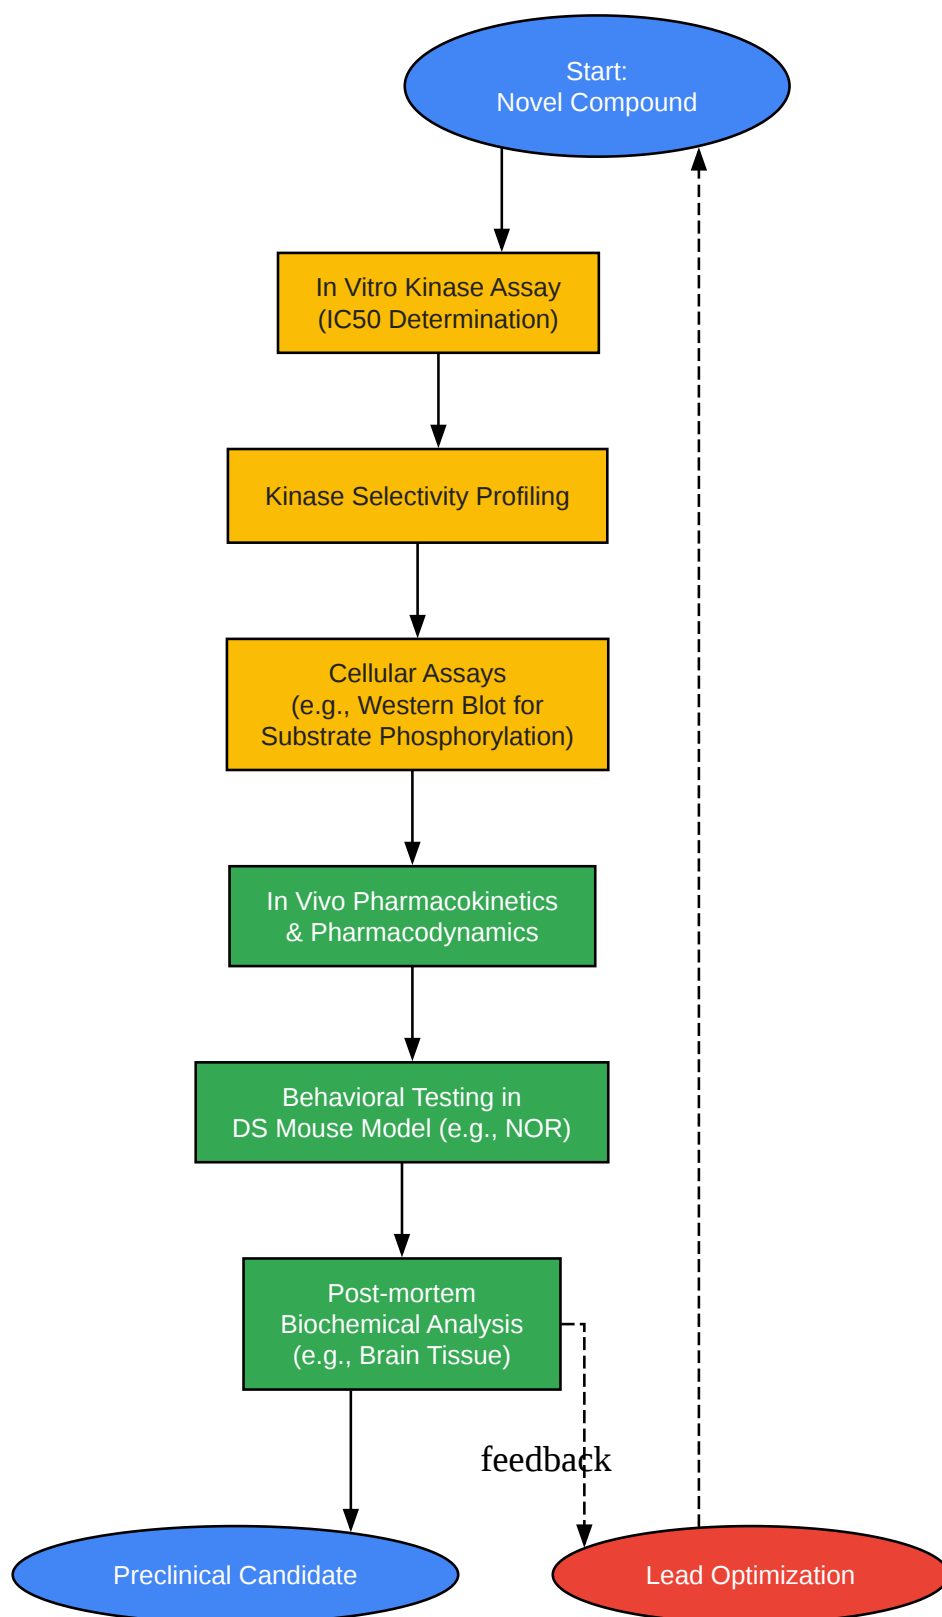 Start:
Novel Compound
In Vitro Kinase Assay
(IC50 Determination)
Kinase Selectivity Profiling
Cellular Assays
(e.g., Western Blot for
Substrate Phosphorylation)
In Vivo Pharmacokinetics
& Pharmacodynamics
Behavioral Testing in
DS Mouse Model (e.g., NOR)
Post-mortem
Biochemical Analysis
(e.g., Brain Tissue)
feedback
Preclinical Candidate
Lead Optimization